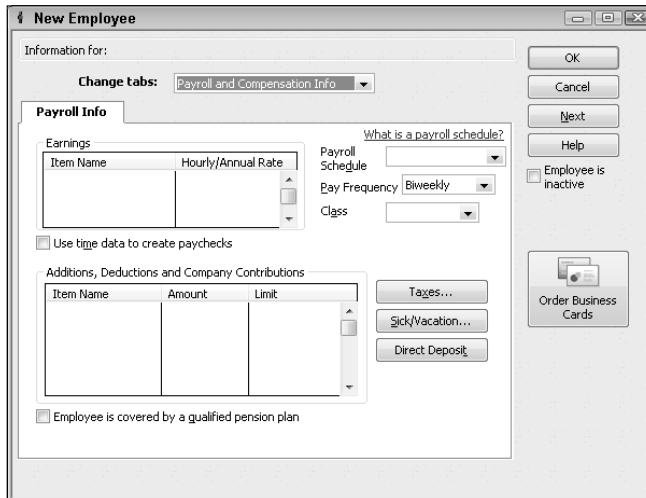 New Employee
Information for:
Change tabs: Payroll and Compensation Info
Payroll Info
What is a payroll schedule?
Earnings
Item Name Hourly/Annual Rate
Payroll
Schedule
Pay Frequency Biweekly
Class
Use time data to create paychecks
Additions, Deductions and Company Contributions
Item Name Amount Limit
Taxes...
Sick/Vacation...
Direct Deposit
Employee is covered by a qualified pension plan
OK
Cancel
Next
Help
Employee is
inactive
Order Business
Cards